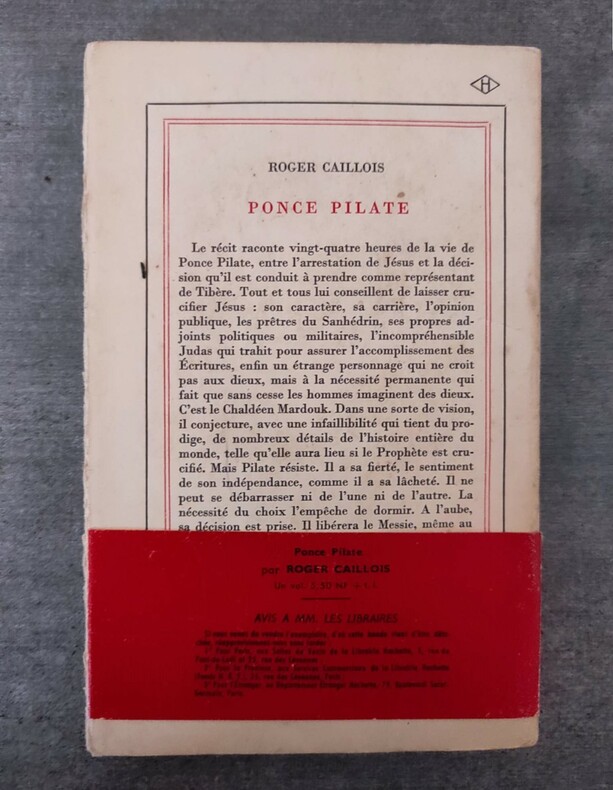 H
ROGER CAILLOIS
PONCE PILATE
Le récit raconte vingt-quatre heures de la vie de
Ponce Pilate, entre l'arrestation de Jésus et la déci-
sion qu'il est conduit à prendre comme représentant
de Tibère. Tout et tous lui conseillent de laisser cru-
cifier Jésus : son caractère, sa carrière, l'opinion
publique, les prêtres du Sanhédrin, ses propres ad-
joints politiques ou militaires, l'incompréhensible
Judas qui trahit pour assurer l'accomplissement des
Écritures, enfin un étrange personnage qui ne croit
pas aux dieux, mais à la nécessité permanente qui
fait que sans cesse les hommes imaginent des dieux.
C'est le Chaldéen Mardouk. Dans une sorte de vision,
il conjecture, avec une infaillibilité qui tient du pro-
dige, de nombreux détails de l'histoire entière du
monde, telle qu'elle aura lieu si le Prophète est cru-
cifié. Mais Pilate résiste. Il a sa fierté, le sentiment
de son indépendance, comme il a sa lâcheté. Il ne
peut se débarrasser ni de l'une ni de l'autre. La
nécessité du choix l'empêche de dormir. A l'aube,
sa décision est prise. Il libérera le Messie, même au
Ponce Pilate
par ROGER CAILLOIS
Un vol. 5,50 NF
AVIS A MM. LES LIBRAIRES